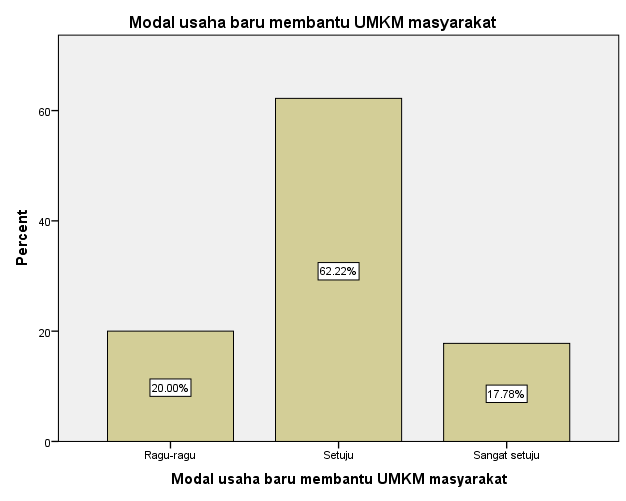 Modal usaha baru membantu UMKM masyarakat
Percent
60
40
20
0
62.22%
20.00%
17.78%
Ragu-ragu
Setuju
Sangat setuju
Modal usaha baru membantu UMKM masyarakat